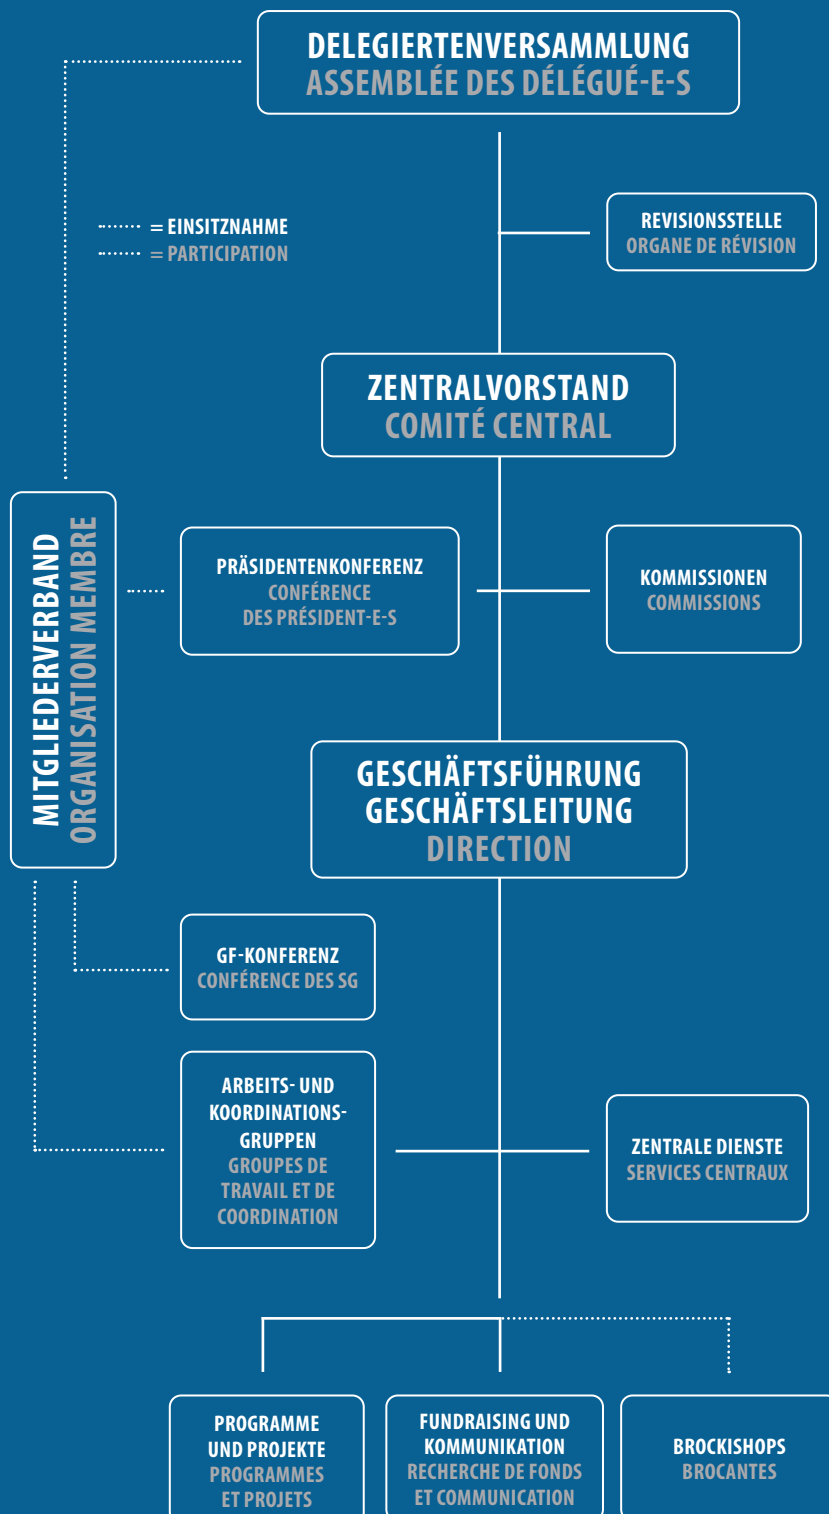 DELEGIERTENVERSAMMLUNG
ASSEMBLÉE DES DÉLÉGUÉ-E-S
= EINSITZNAHME
= PARTICIPATION
REVISIONSSTELLE
ORGANE DE RÉVISION
ZENTRALVORSTAND
COMITÉ CENTRAL
MITGLIEDERVERBAND
ORGANISATION MEMBRE
PRÄSIDENTENKONFERENZ
CONFÉRENCE
DES PRÉSIDENT-E-S
KOMMISSIONEN
COMMISSIONS
GESCHÄFTSFÜHRUNG
GESCHÄFTSLEITUNG
DIRECTION
GF-KONFERENZ
CONFÉRENCE DES SG
ARBEITS- UND
KOORDINATIONS-
GRUPPEN
GROUPES DE
TRAVAIL ET DE
COORDINATION
ZENTRALE DIENSTE
SERVICES CENTRAUX
PROGRAMME
UND PROJEKTE
PROGRAMMES
ET PROJETS
FUNDRAISING UND
KOMMUNIKATION
RECHERCHE DE FONDS
ET COMMUNICATION
BROCKISHOPS
BROCANTES